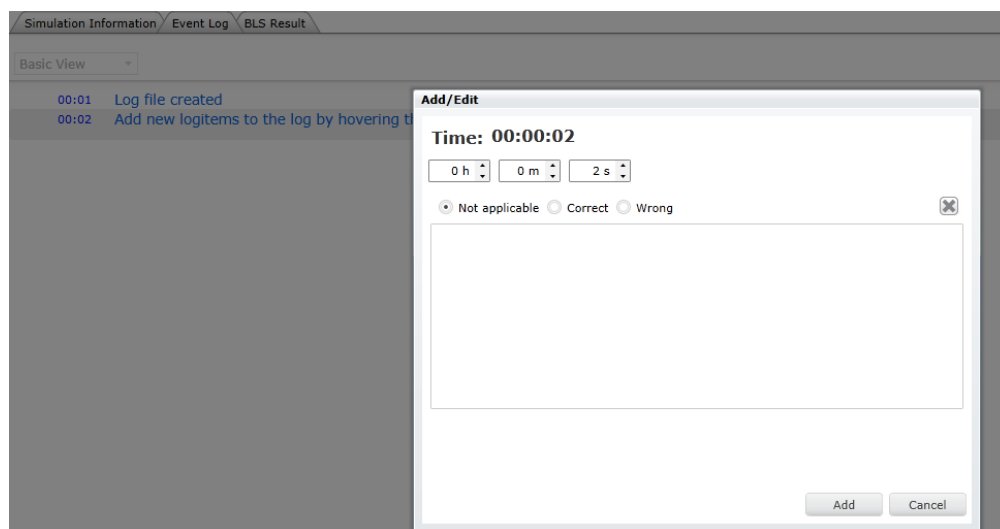 Simulation Information Event Log BLS Result
Basic View
00:01 Log file created
00:02 Add new logitems to the log by hovering
Add/Edit
Time: 00:00:02
0 h 0 m 2 s
Not applicable Correct Wrong
Add Cancel